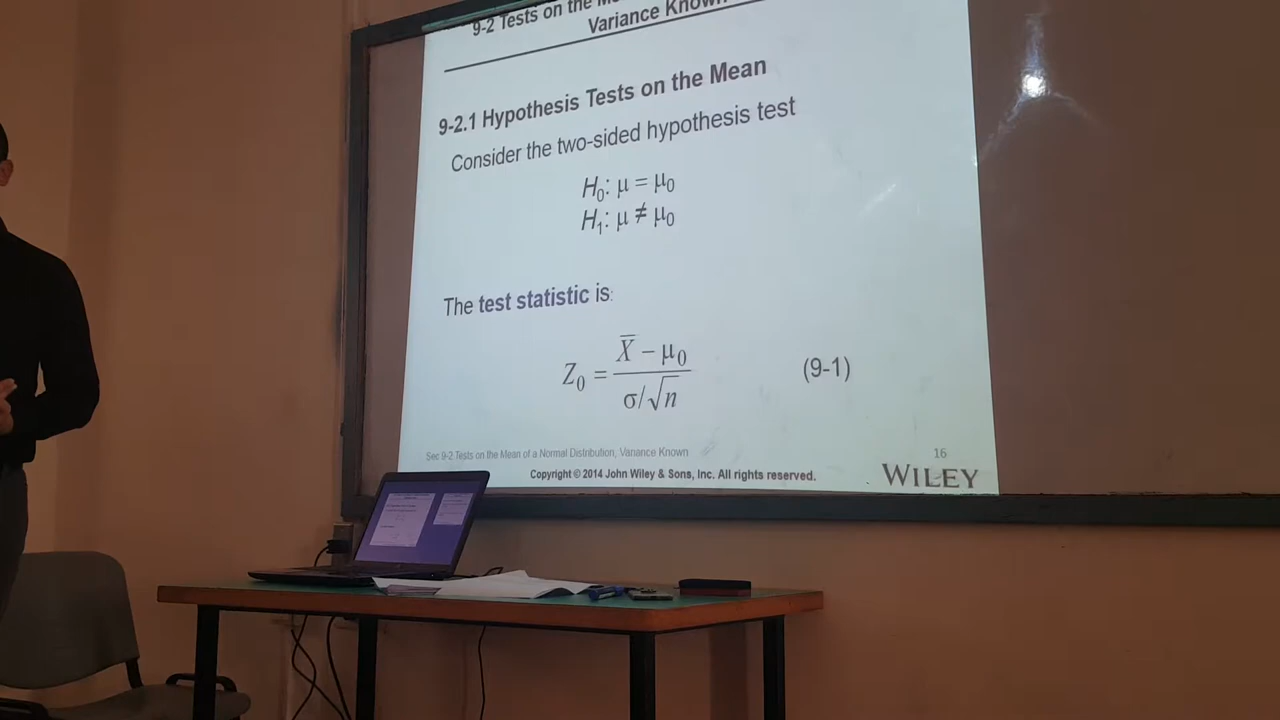 9-2 Tests on the
Variance Known
9-2.1 Hypothesis Tests on the Mean
Consider the two-sided hypothesis test
H₀: μ = μ₀
H₁: μ ≠ μ₀
The test statistic is:
Z₀ = (X̄ − μ₀) / (σ/√n) (9-1)
Sec 9-2 Tests on the Mean of a Normal Distribution, Variance Known
16
Copyright © 2014 John Wiley & Sons, Inc. All rights reserved.
WILEY